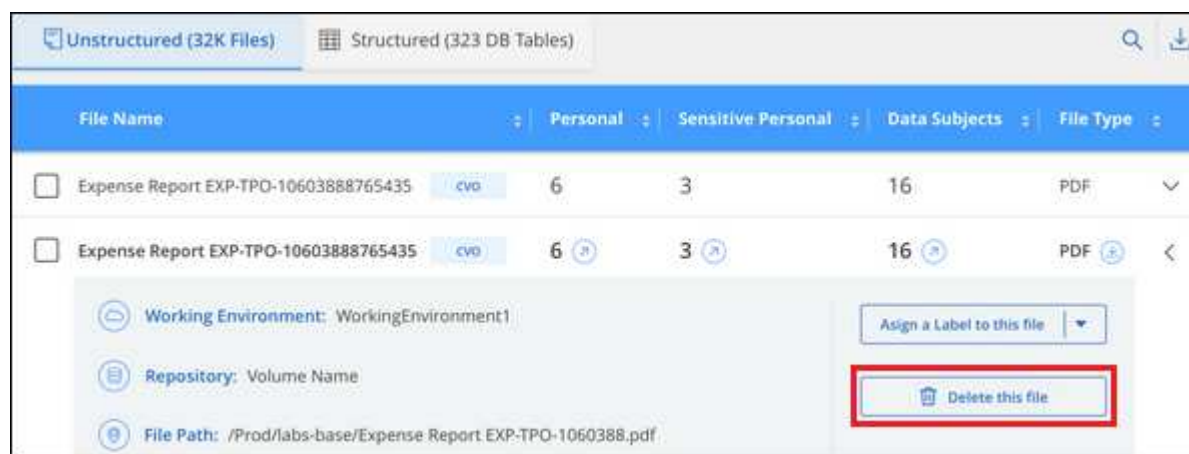 Unstructured (32K Files) Structured (323 DB Tables)
File Name Personal Sensitive Personal Data Subjects File Type
Expense Report EXP-TPO-10603888765435 CVO 6 3 16 PDF
Expense Report EXP-TPO-10603888765435 CVO 6 3 16 PDF
Working Environment: WorkingEnvironment1 Asign a Label to this file
Repository: Volume Name Delete this file
File Path: /Prod/labs-base/Expense Report EXP-TPO-1060388.pdf